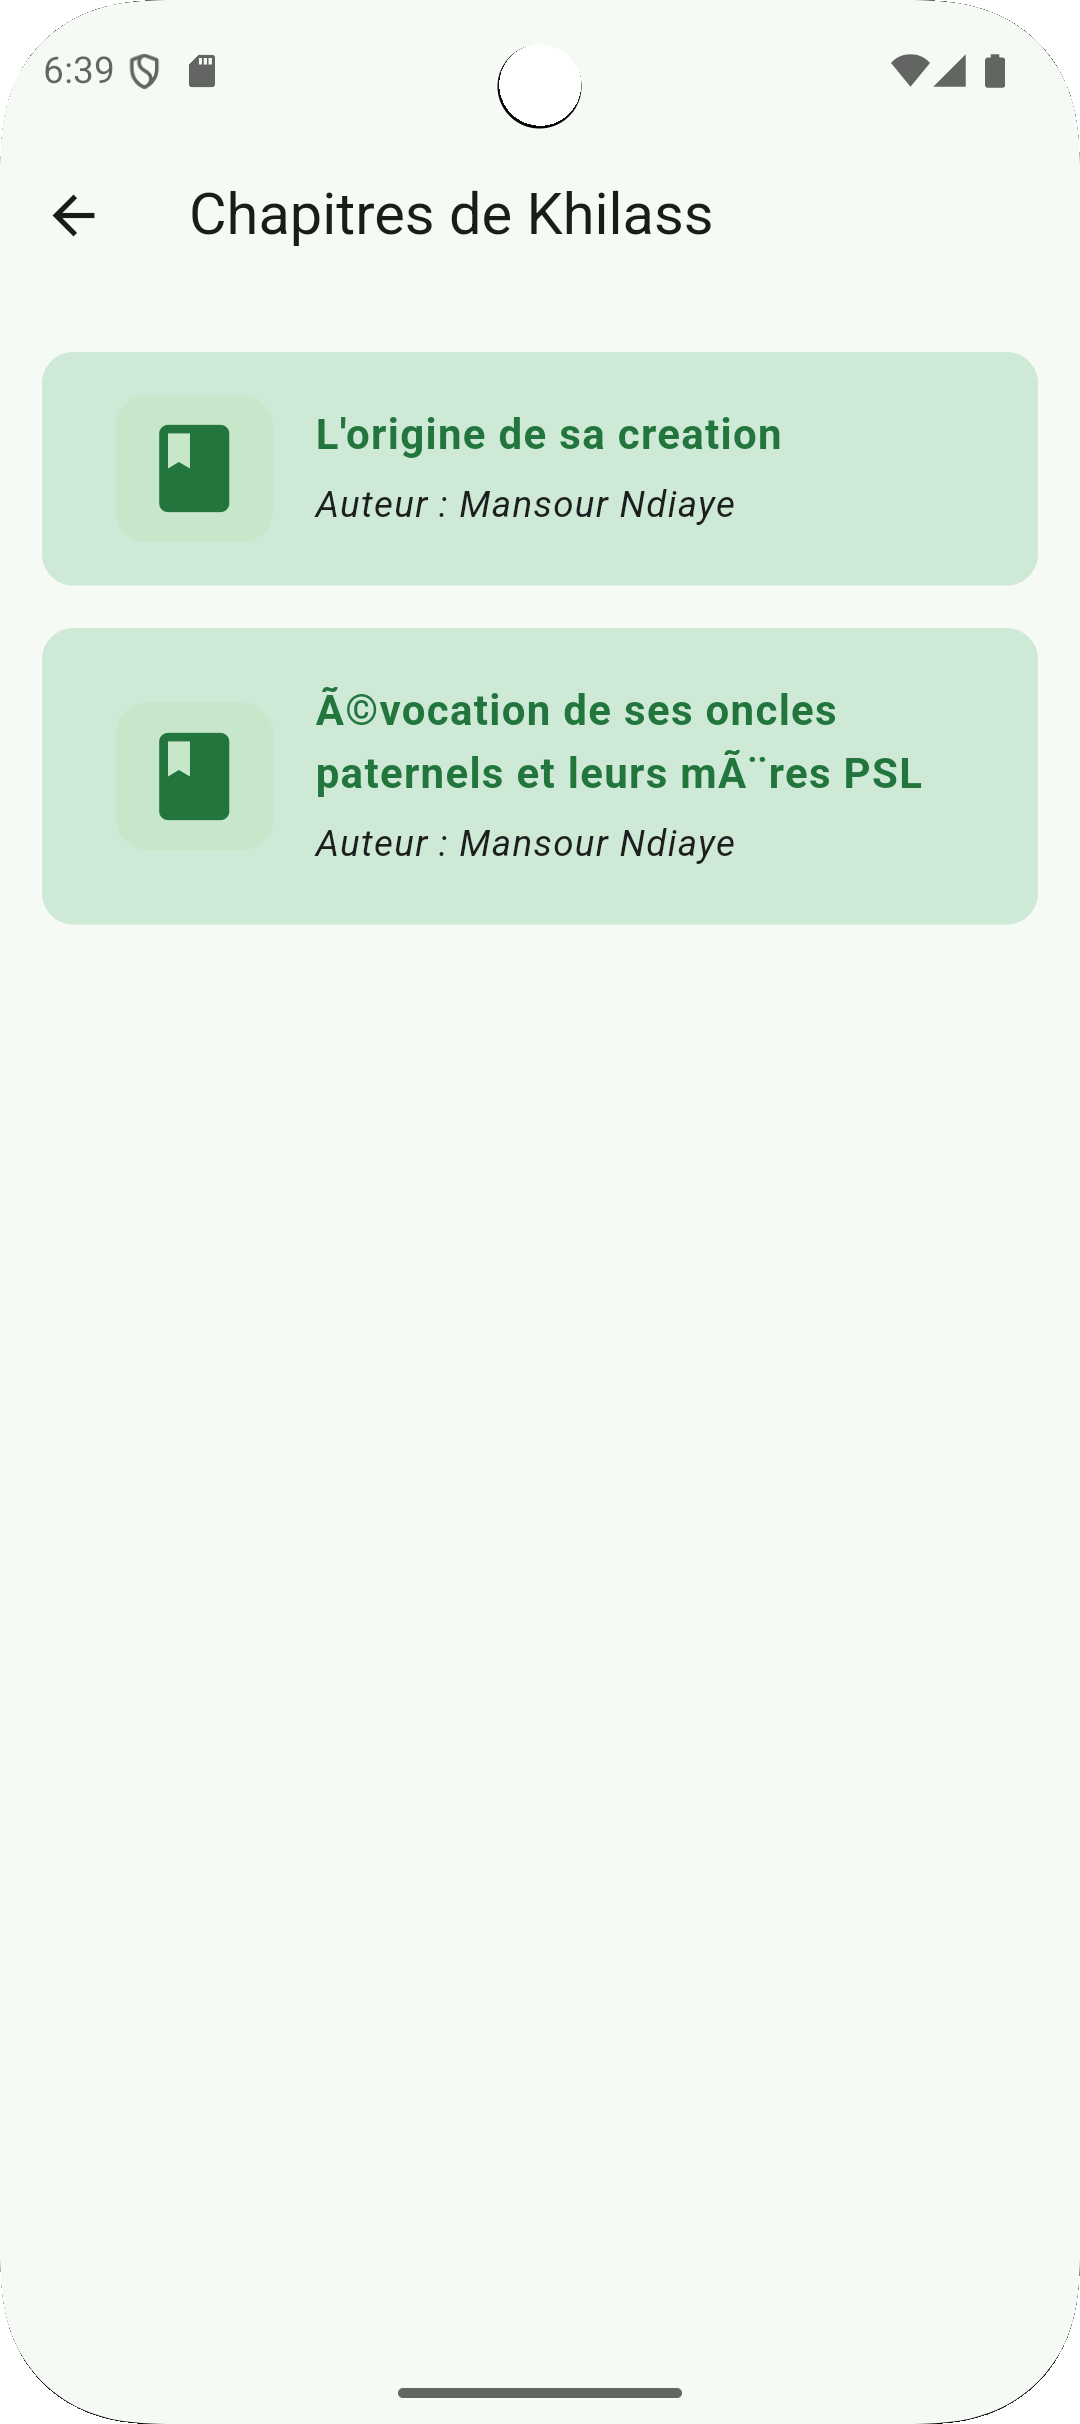 6:39
Chapitres de Khilass
L'origine de sa creation
Auteur : Mansour Ndiaye
Ã©vocation de ses oncles
paternels et leurs mÃ¨res PSL
Auteur : Mansour Ndiaye